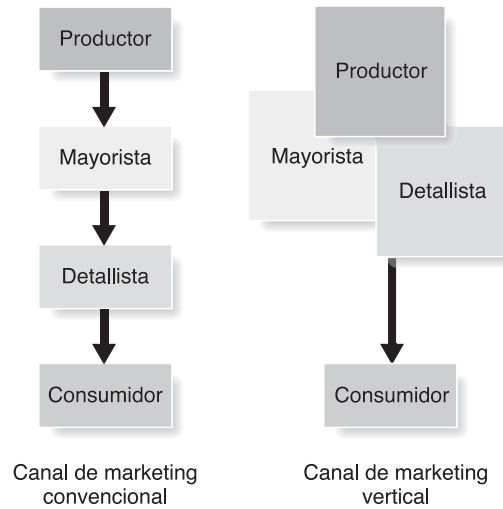 Productor
Mayorista
Detallista
Consumidor
Canal de marketing
convencional
Productor
Mayorista
Detallista
Consumidor
Canal de marketing
vertical